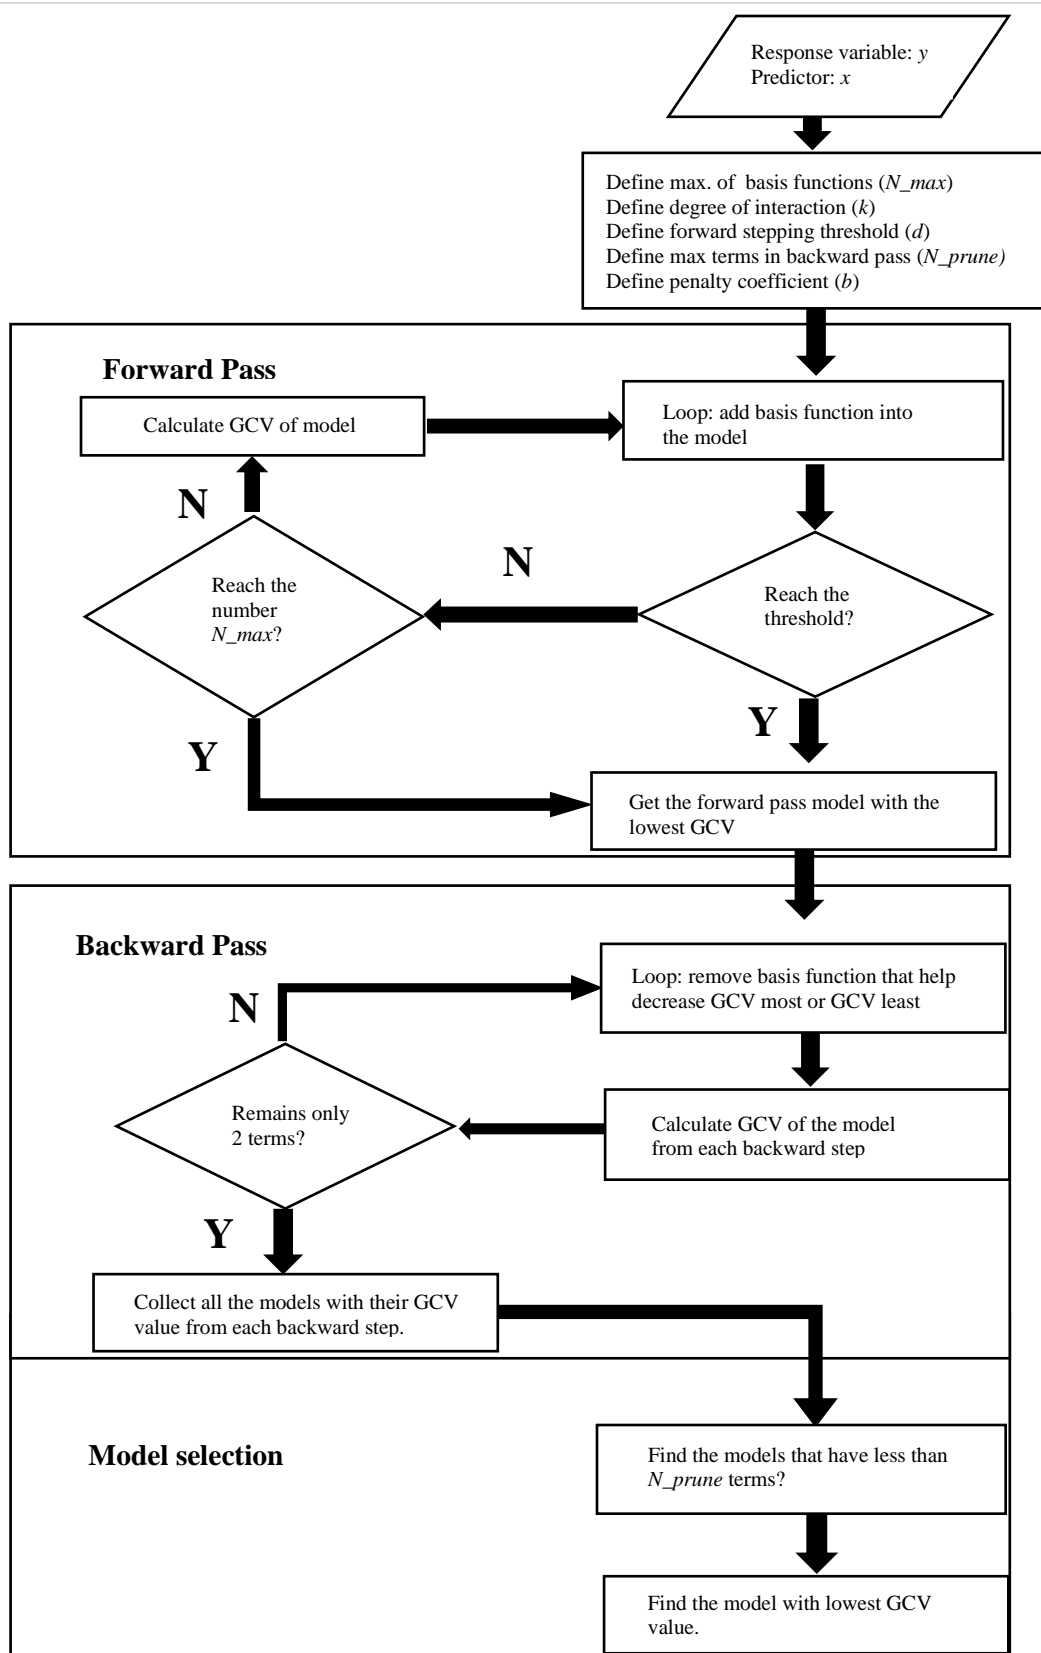 Response variable: y
Predictor: x
Define max. of basis functions (N_max)
Define degree of interaction (k)
Define forward stepping threshold (d)
Define max terms in backward pass (N_prune)
Define penalty coefficient (b)
Forward Pass
Calculate GCV of model
Loop: add basis function into
the model
N
N
Reach the
number
N_max?
Reach the
threshold?
Y
Y
Get the forward pass model with the
lowest GCV
Backward Pass
Loop: remove basis function that help
decrease GCV most or GCV least
N
Remains only
2 terms?
Calculate GCV of the model
from each backward step
Y
Collect all the models with their GCV
value from each backward step.
Model selection
Find the models that have less than
N_prune terms?
Find the model with lowest GCV
value.